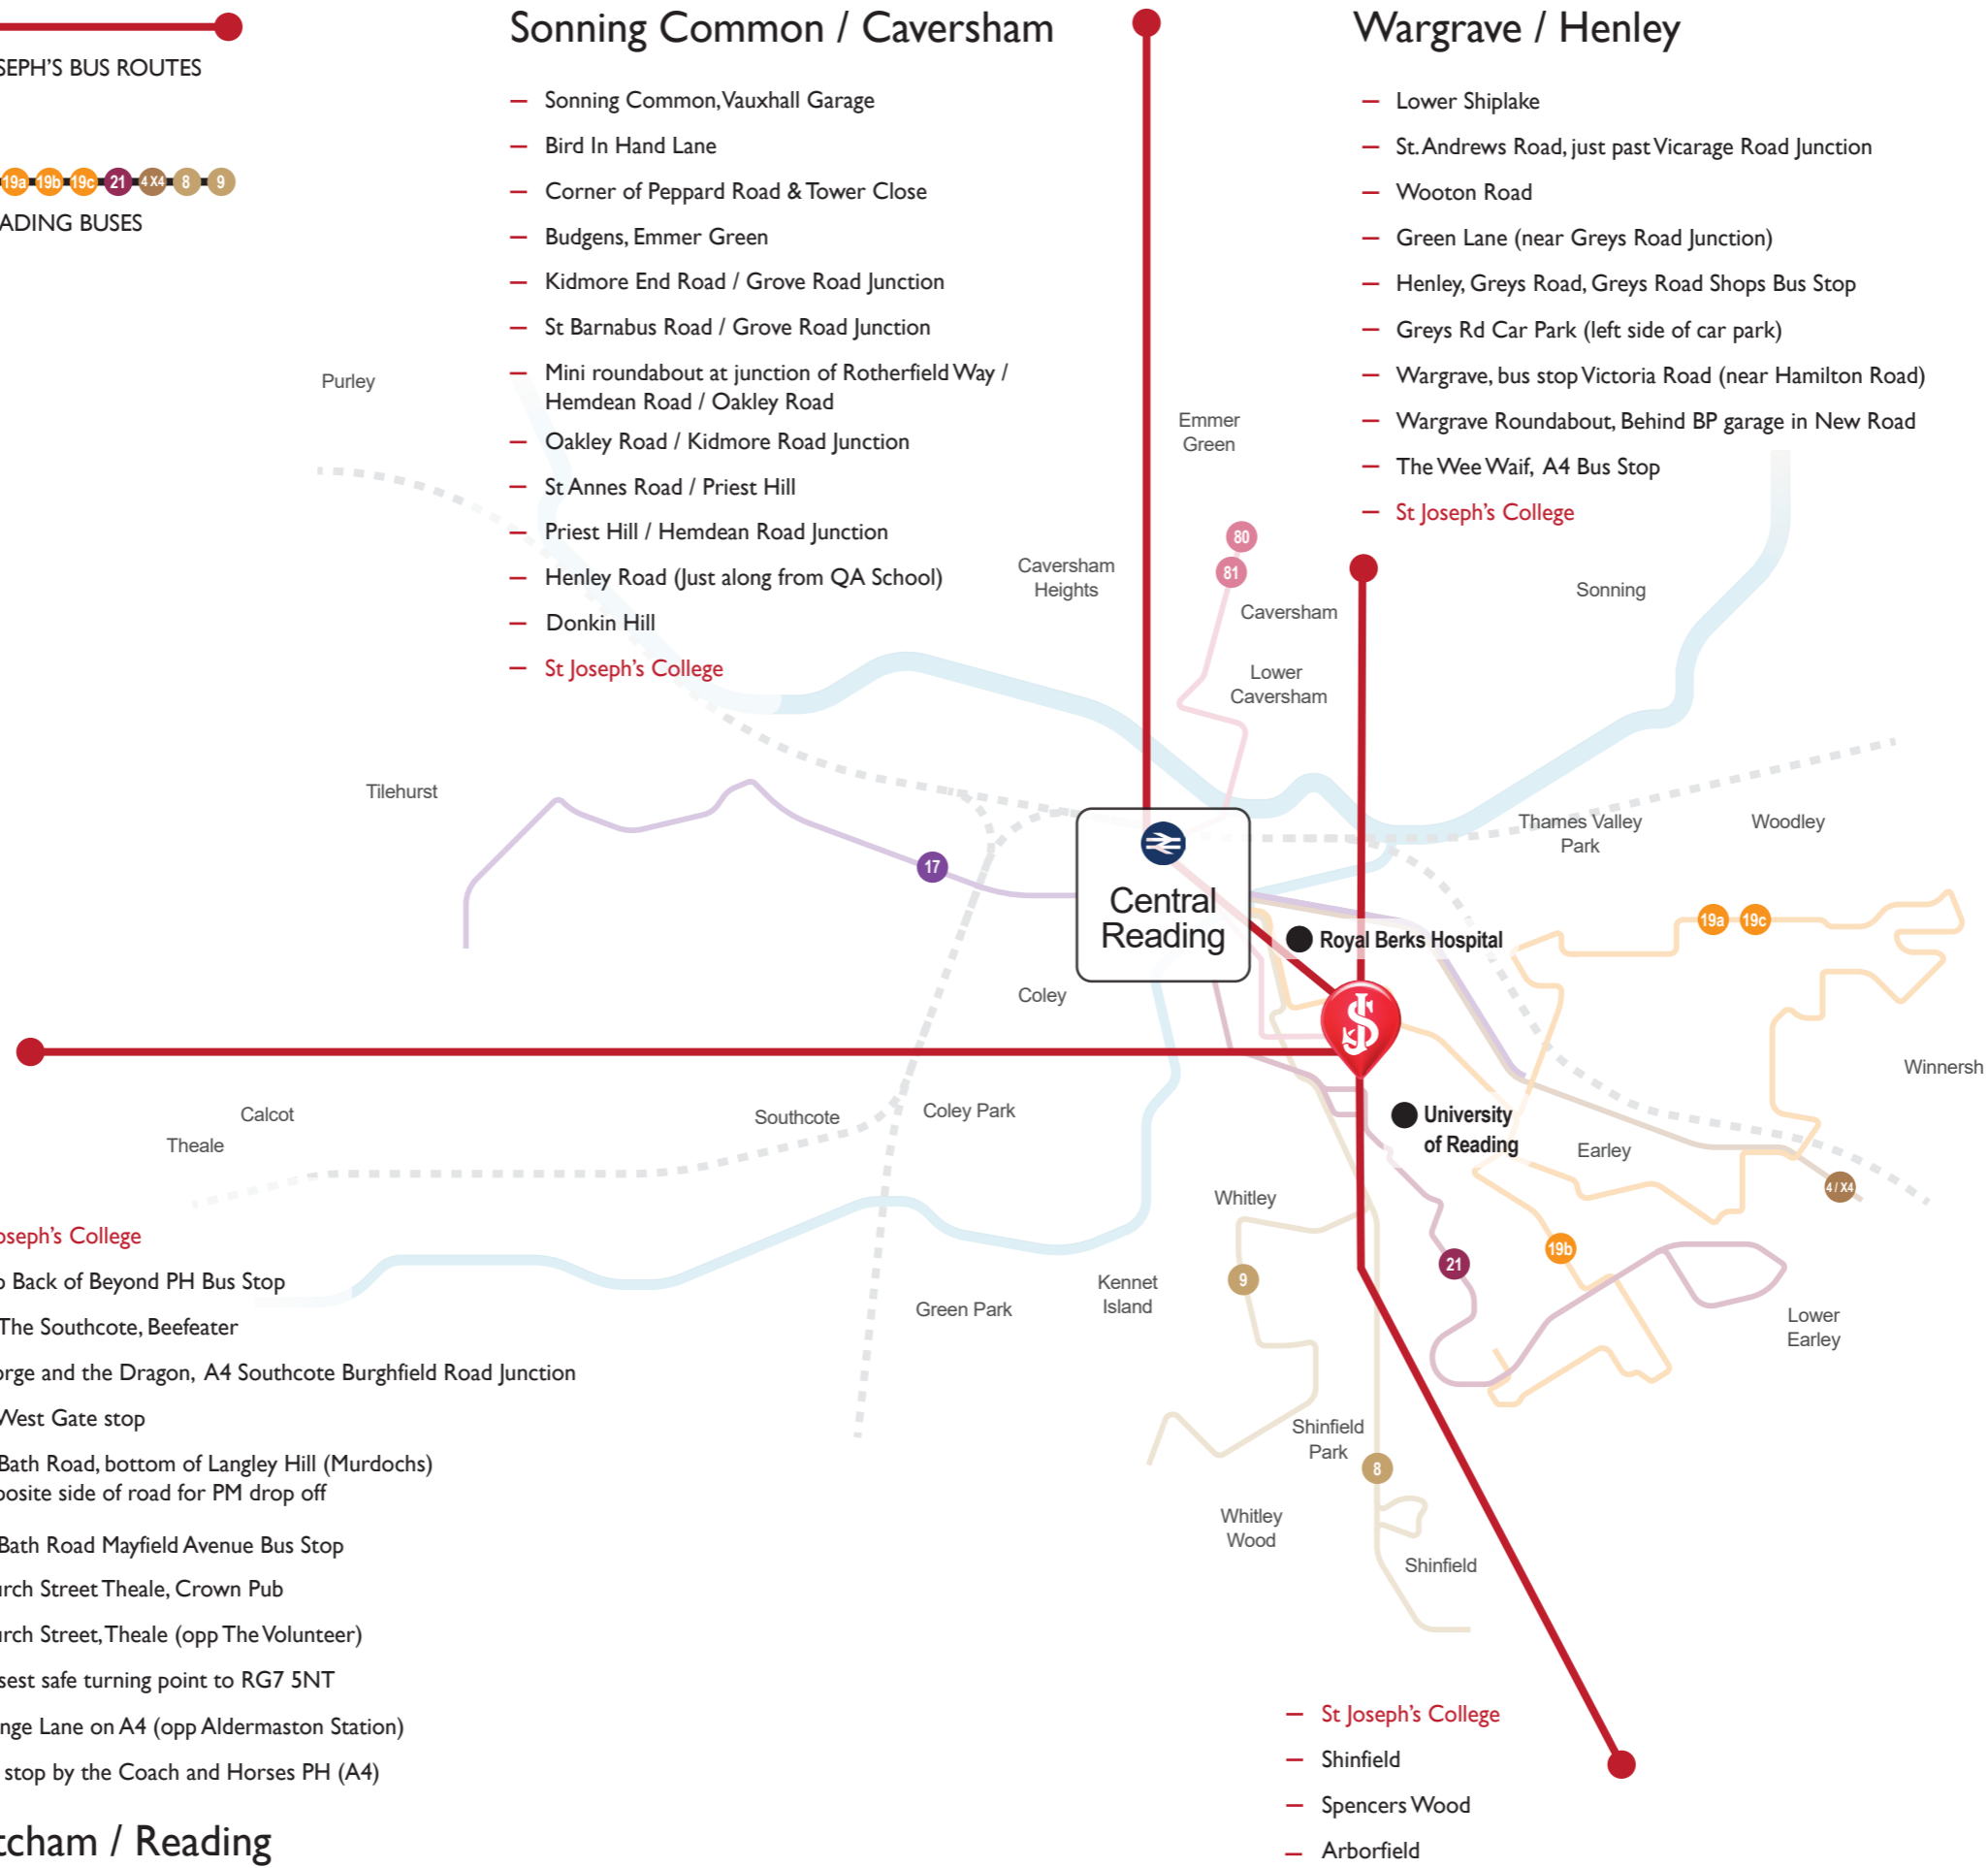 SEPH'S BUS ROUTES
19a 19b 19c 21 4 X4 8 9
ADING BUSES
Sonning Common / Caversham
Sonning Common, Vauxhall Garage
Bird In Hand Lane
Corner of Peppard Road & Tower Close
Budgens, Emmer Green
Kidmore End Road / Grove Road Junction
St Barnabus Road / Grove Road Junction
Mini roundabout at junction of Rotherfield Way /
Hemdean Road / Oakley Road
Oakley Road / Kidmore Road Junction
St Annes Road / Priest Hill
Priest Hill / Hemdean Road Junction
Henley Road (Just along from QA School)
Donkin Hill
St Joseph's College
Wargrave / Henley
Lower Shiplake
St. Andrews Road, just past Vicarage Road Junction
Wooton Road
Green Lane (near Greys Road Junction)
Henley, Greys Road, Greys Road Shops Bus Stop
Greys Rd Car Park (left side of car park)
Wargrave, bus stop Victoria Road (near Hamilton Road)
Wargrave Roundabout, Behind BP garage in New Road
The Wee Waif, A4 Bus Stop
St Joseph's College
Purley
Emmer
Green
80
81
Caversham
Heights
Caversham
Sonning
Lower
Caversham
Tilehurst
17
Central
Reading
Thames Valley
Park
Woodley
19a 19c
Royal Berks Hospital
Coley
Winnersh
Calcot
Theale
Southcote
Coley Park
University
of Reading
Earley
4 / X4
Whitley
19b
21
9
Kennet
Island
Green Park
Lower
Earley
Shinfield
Park
8
Whitley
Wood
Shinfield
oseph's College
o Back of Beyond PH Bus Stop
The Southcote, Beefeater
orge and the Dragon, A4 Southcote Burghfield Road Junction
West Gate stop
Bath Road, bottom of Langley Hill (Murdochs)
posite side of road for PM drop off
Bath Road Mayfield Avenue Bus Stop
urch Street Theale, Crown Pub
urch Street, Theale (opp The Volunteer)
sest safe turning point to RG7 5NT
nge Lane on A4 (opp Aldermaston Station)
stop by the Coach and Horses PH (A4)
tcham / Reading
St Joseph's College
Shinfield
Spencers Wood
Arborfield